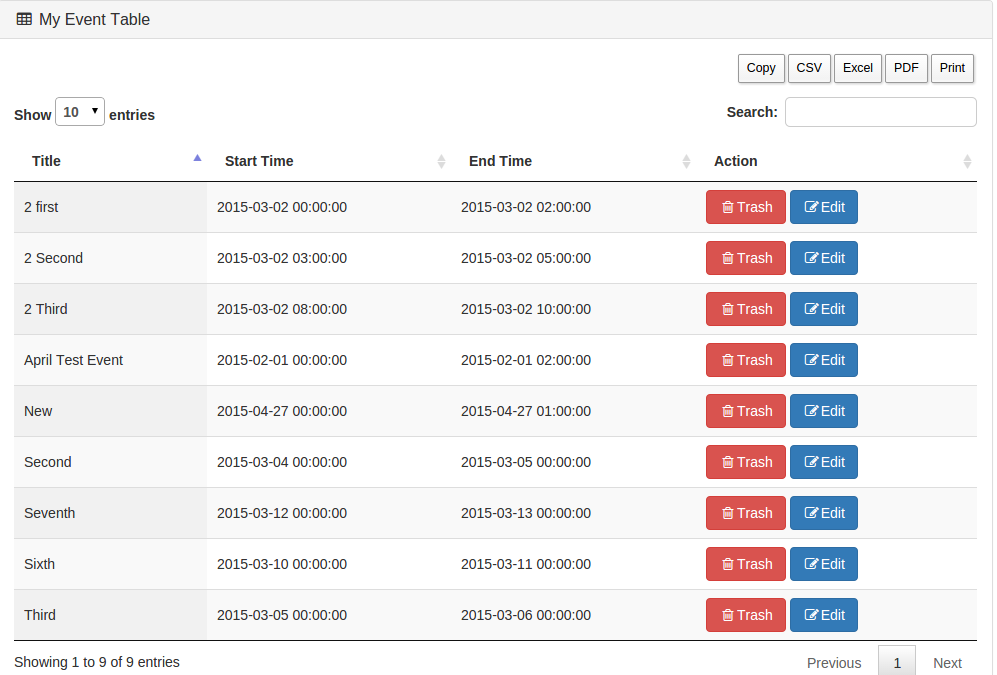 My Event Table
Copy CSV Excel PDF Print
Show 10 entries Search:
Title Start Time End Time Action
2 first 2015-03-02 00:00:00 2015-03-02 02:00:00 Trash Edit
2 Second 2015-03-02 03:00:00 2015-03-02 05:00:00 Trash Edit
2 Third 2015-03-02 08:00:00 2015-03-02 10:00:00 Trash Edit
April Test Event 2015-02-01 00:00:00 2015-02-01 02:00:00 Trash Edit
New 2015-04-27 00:00:00 2015-04-27 01:00:00 Trash Edit
Second 2015-03-04 00:00:00 2015-03-05 00:00:00 Trash Edit
Seventh 2015-03-12 00:00:00 2015-03-13 00:00:00 Trash Edit
Sixth 2015-03-10 00:00:00 2015-03-11 00:00:00 Trash Edit
Third 2015-03-05 00:00:00 2015-03-06 00:00:00 Trash Edit
Showing 1 to 9 of 9 entries Previous 1 Next